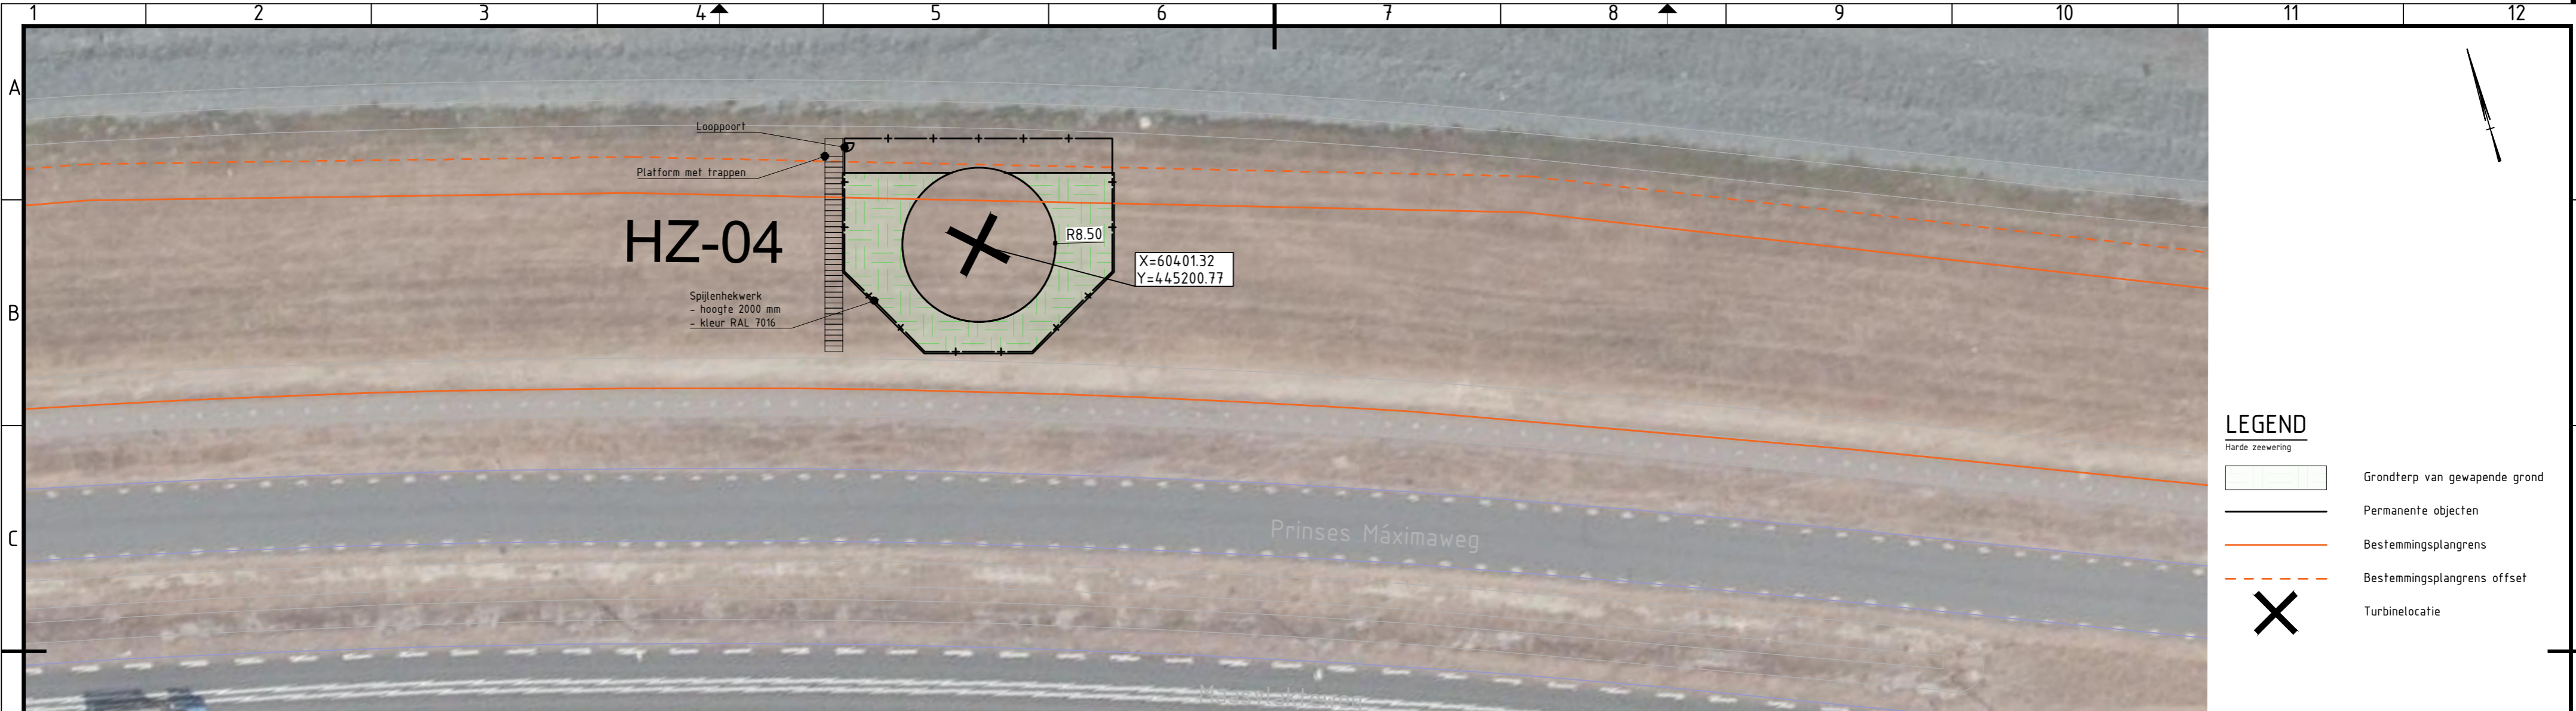 1 2 3 4 5 6 7 8 9 10 11 12
A
Looppoort
Platform met trappen
HZ-04
R8.50
X=60401.32
Y=445200.77
B
Spijlenhekwerk
- hoogte 2000 mm
- kleur RAL 7016
LEGEND
Harde zeewering
Grondterp van gewapende grond
Permanente objecten
Bestemmingsplangrens
Bestemmingsplangrens offset
Turbinelocatie
C
Prinses Máximaweg
Maasvlakteweg